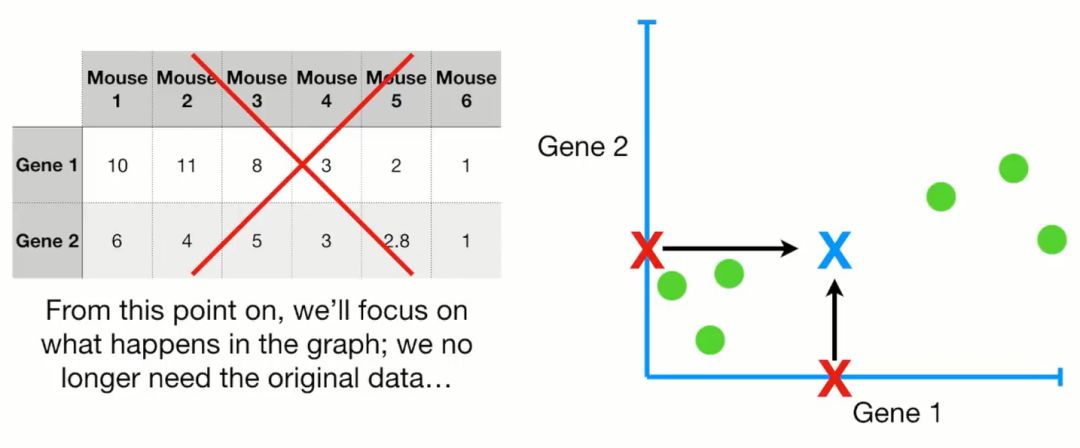 Mouse 1 Mouse 2 Mouse 3 Mouse 4 Mouse 5 Mouse 6
Gene 1 10 11 8 3 2 1
Gene 2 6 4 5 3 2.8 1
From this point on, we’ll focus on
what happens in the graph; we no
longer need the original data…
Gene 2
X X
X
Gene 1